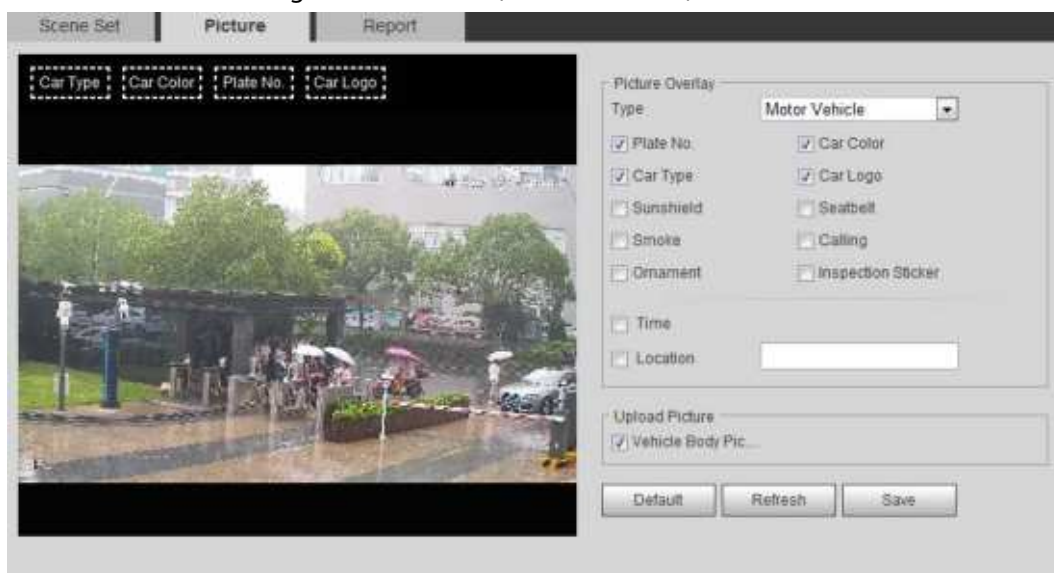 Scene Set Picture Report
Car Type Car Color Plate No. Car Logo
Picture Overlay
Type Motor Vehicle
Plate No. Car Color
Car Type Car Logo
Sunshield Seatbelt
Smoke Calling
Ornament Inspection Sticker
Time
Location
Upload Picture
Vehicle Body Pic...
Default Refresh Save